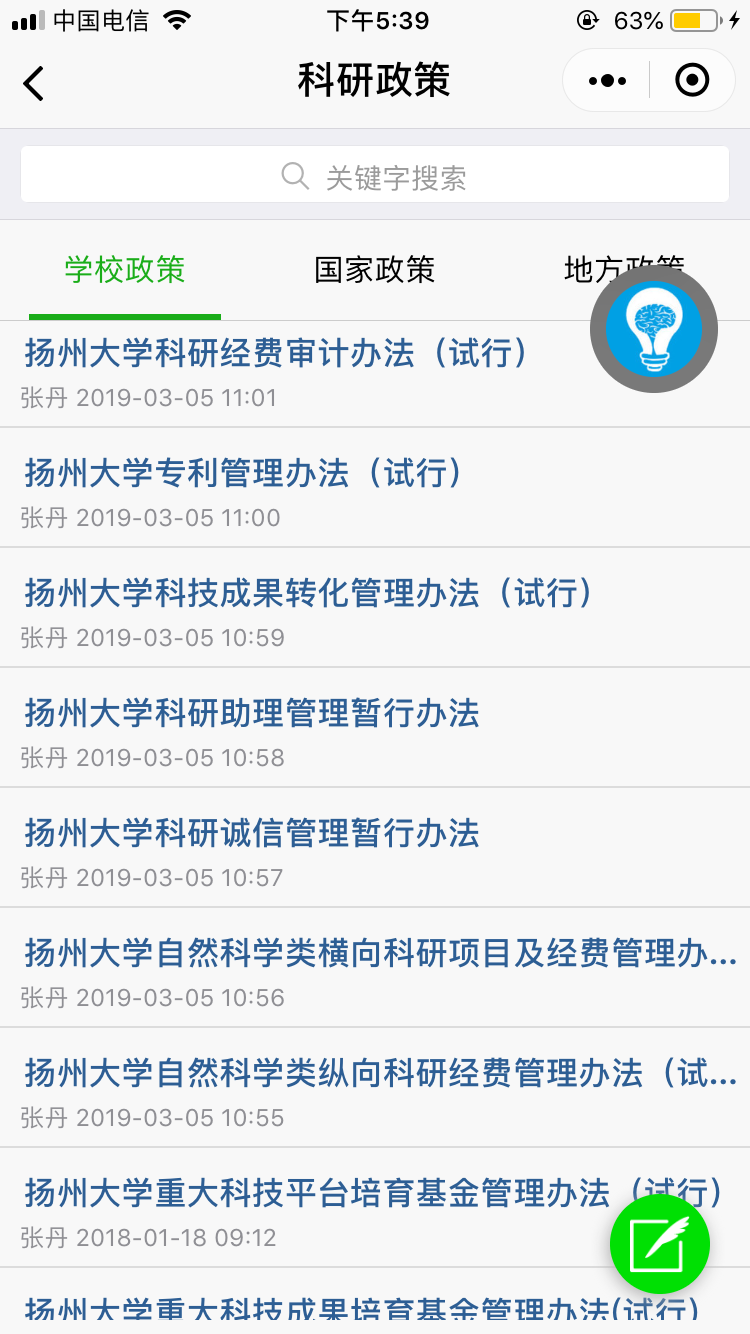 中国电信 下午5:39 63%
科研政策
关键字搜索
学校政策 国家政策 地方政策
扬州大学科研经费审计办法（试行）
张丹 2019-03-05 11:01
扬州大学专利管理办法（试行）
张丹 2019-03-05 11:00
扬州大学科技成果转化管理办法（试行）
张丹 2019-03-05 10:59
扬州大学科研助理管理暂行办法
张丹 2019-03-05 10:58
扬州大学科研诚信管理暂行办法
张丹 2019-03-05 10:57
扬州大学自然科学类横向科研项目及经费管理办...
张丹 2019-03-05 10:56
扬州大学自然科学类纵向科研经费管理办法（试...
张丹 2019-03-05 10:55
扬州大学重大科技平台培育基金管理办法（试行）
张丹 2018-01-18 09:12
扬州大学重大科技成果培育基金管理办法(试行)